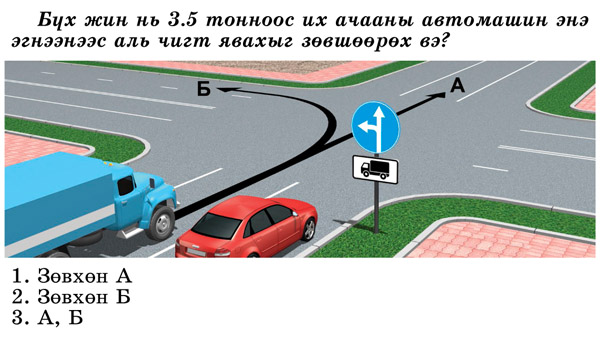 Бүх жин нь 3.5 тонноос их ачааны автомашин энэ
эгнээнээс аль чигт явахыг зөвшөөрөх вэ?
Б
А
1. Зөвхөн А
2. Зөвхөн Б
3. А, Б